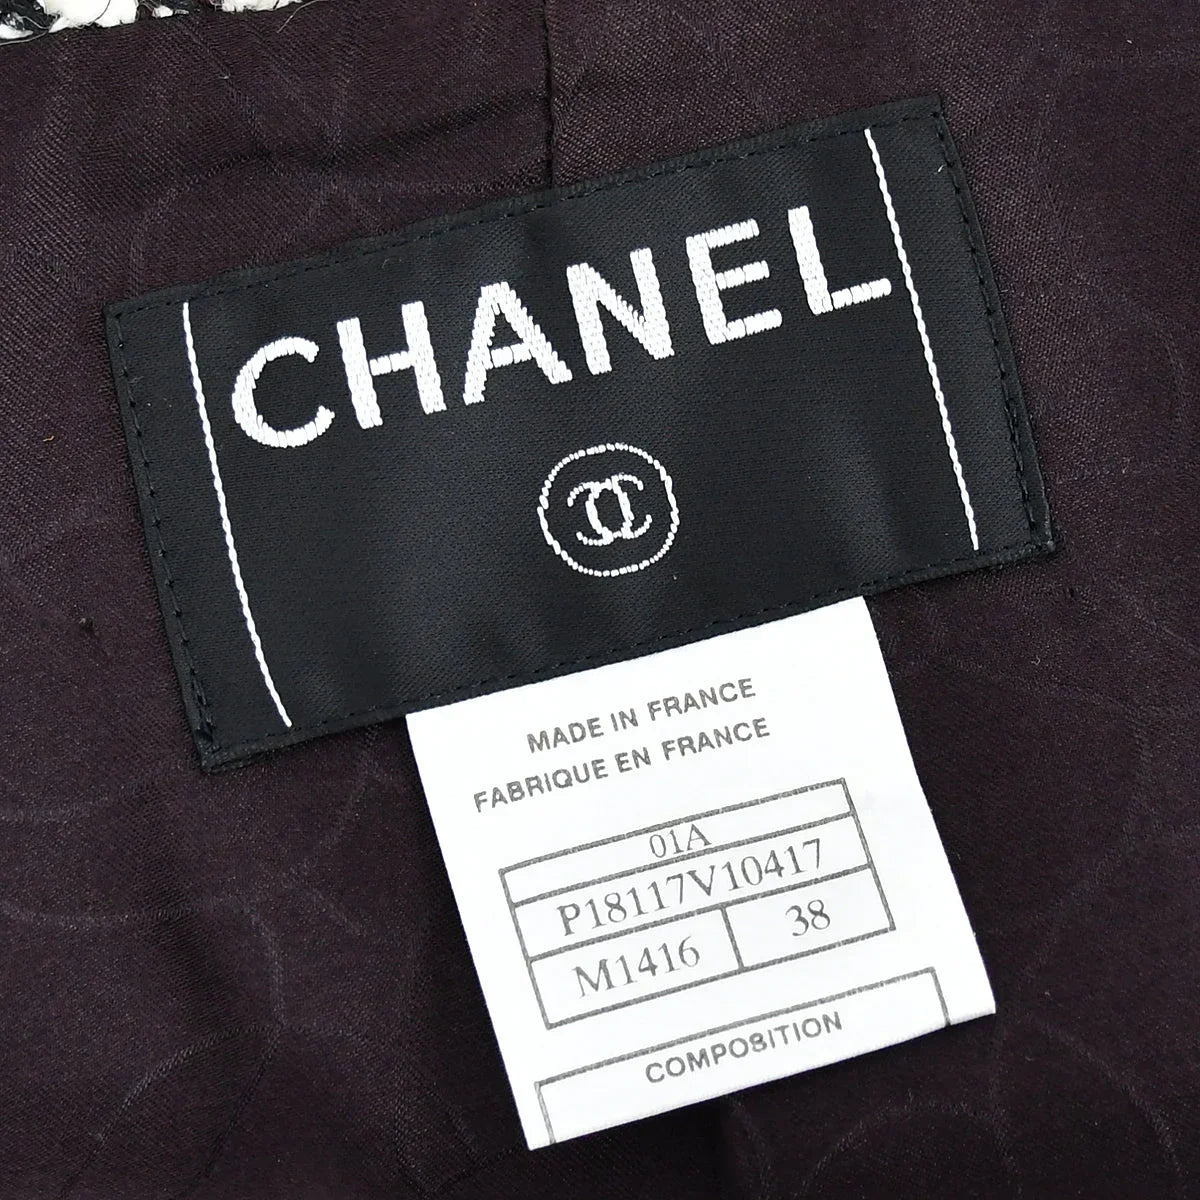 CHANEL
MADE IN FRANCE
FABRIQUE EN FRANCE
01A
P18117V10417
M1416 38
COMPOSITION